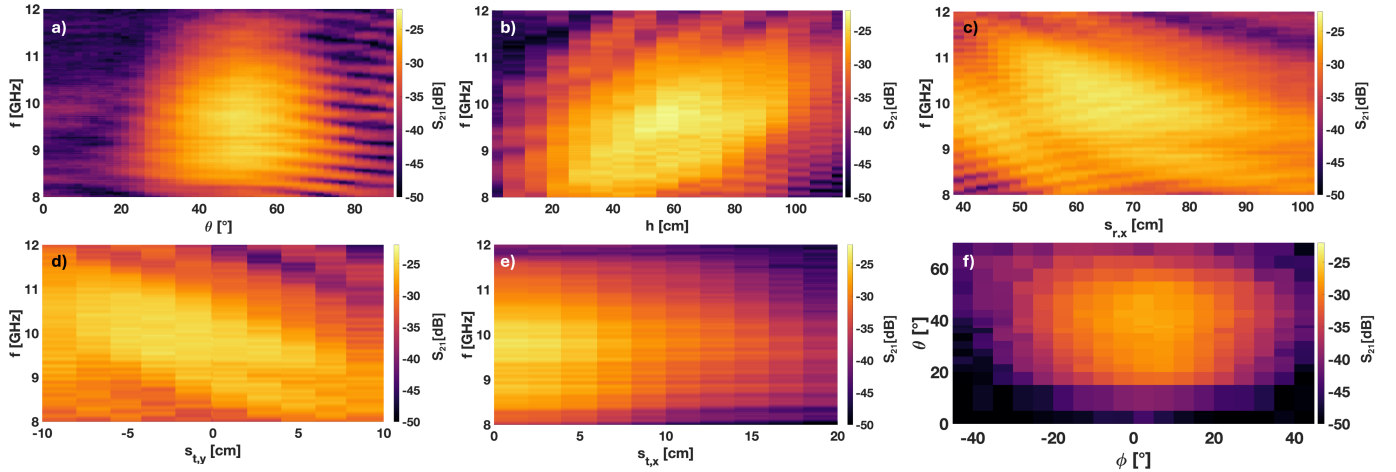 a)
12
11
10
9
8
f [GHz]
0 20 40 60 80
θ [°]
-25
-30
-35
-40
-45
-50
S21[dB]
b)
12
11
10
9
8
f [GHz]
20 40 60 80 100
h [cm]
-25
-30
-35
-40
-45
-50
S21[dB]
c)
12
11
10
9
8
f [GHz]
40 50 60 70 80 90 100
sr,x
-25
-30
-35
-40
-45
-50
S21[dB]
d)
12
11
10
9
8
f [GHz]
-10 -5 0 5 10
st,y [cm]
-25
-30
-35
-40
-45
-50
S21[dB]
e)
12
11
10
9
8
f [GHz]
0 5 10 15 20
st,x [cm]
-25
-30
-35
-40
-45
-50
S21[dB]
f)
60
40
20
0
θ [°]
-40 -20 0 20 40
ϕ [°]
-25
-30
-35
-40
-45
-50
S21[dB]